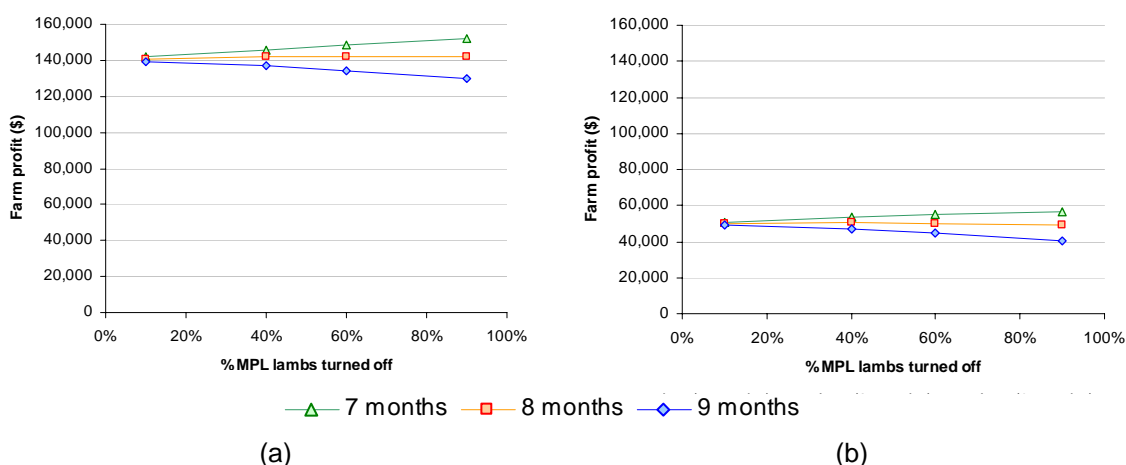 160,000
140,000
120,000
100,000
80,000
60,000
40,000
20,000
0
Farm profit ($)
0% 20% 40% 60% 80% 100%
%MPL lambs turned off
160,000
140,000
120,000
100,000
80,000
60,000
40,000
20,000
0
Farm profit ($)
0% 20% 40% 60% 80% 100%
%MPL lambs turned off
7 months 8 months 9 months
(a) (b)